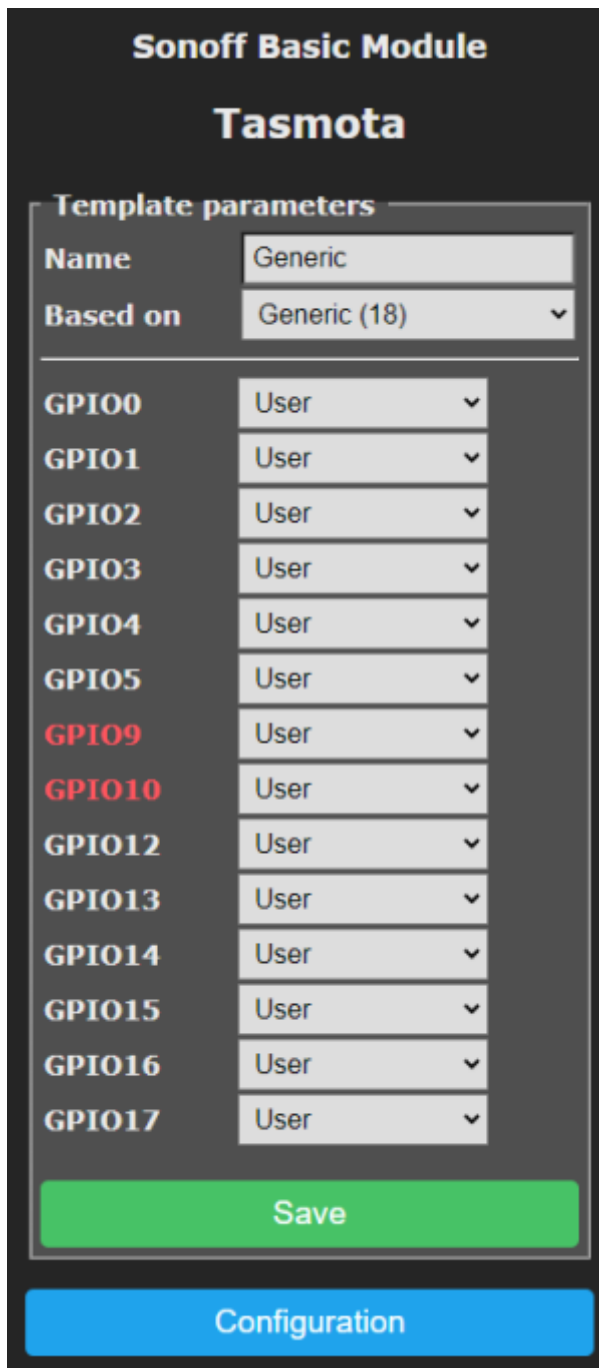 Sonoff Basic Module
Tasmota
Template parameters
Name Generic
Based on Generic (18)
GPIO0 User
GPIO1 User
GPIO2 User
GPIO3 User
GPIO4 User
GPIO5 User
GPIO9 User
GPIO10 User
GPIO12 User
GPIO13 User
GPIO14 User
GPIO15 User
GPIO16 User
GPIO17 User
Save
Configuration